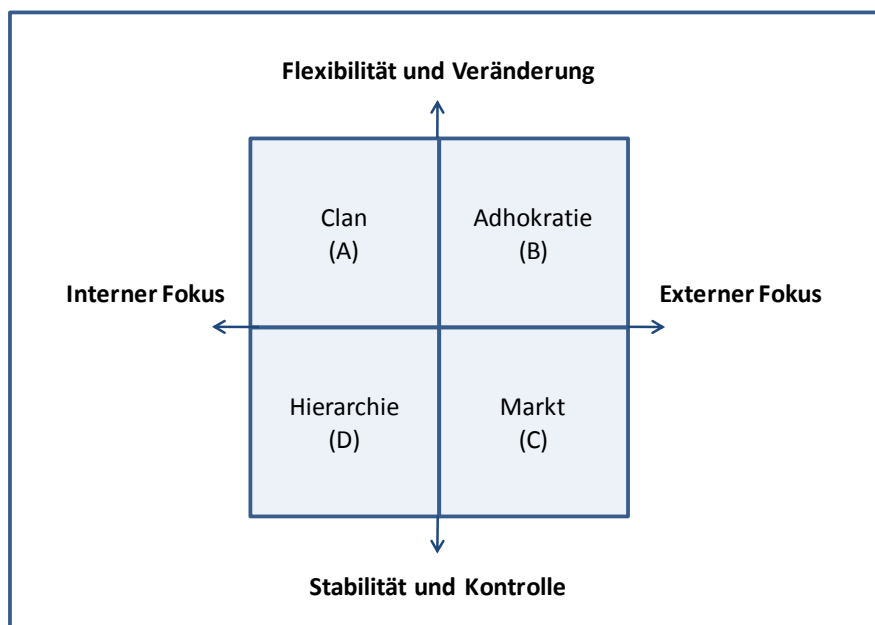 Flexibilität und Veränderung
Clan
(A)
Adhokratie
(B)
Interner Fokus
Externer Fokus
Hierarchie
(D)
Markt
(C)
Stabilität und Kontrolle